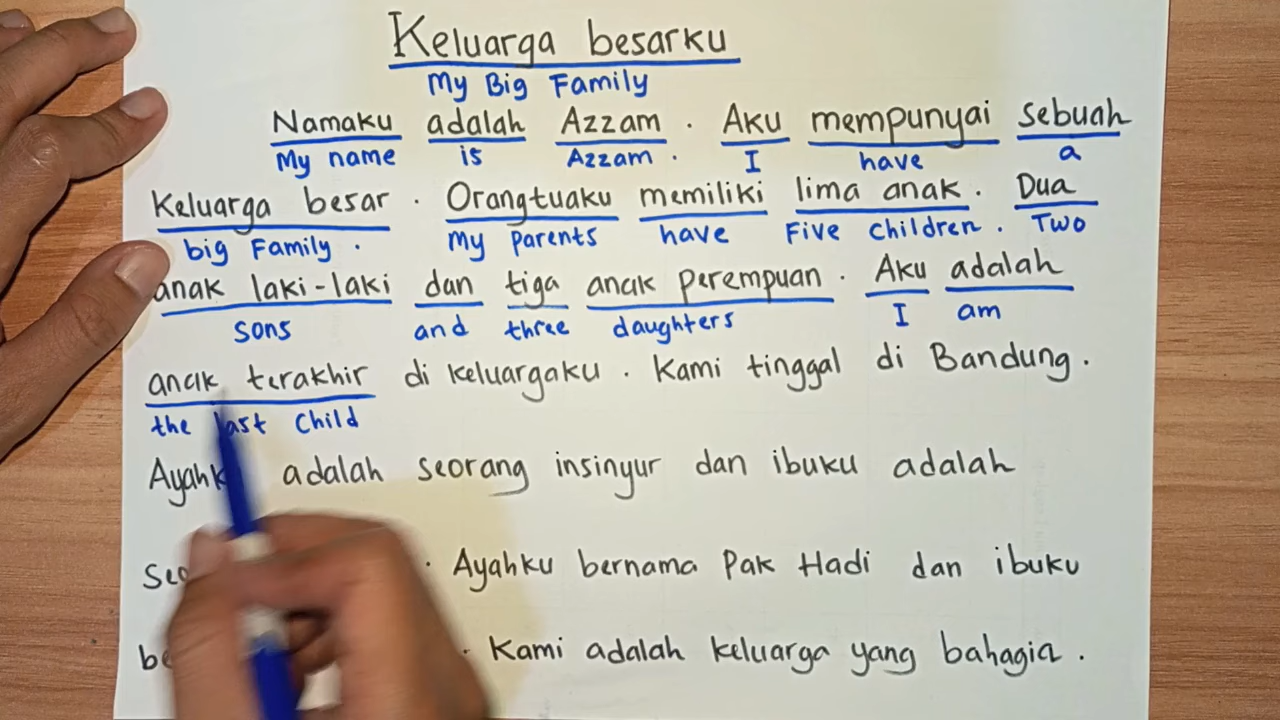 Keluarga besarku
My Big Family
Namaku adalah Azzam. Aku mempunyai sebuah
My name is Azzam. I have a
Keluarga besar. Orangtuaku memiliki lima anak. Dua
big Family. My parents have Five children. Two
anak laki-laki dan tiga anak perempuan. Aku adalah
sons and three daughters I am
anak terakhir di keluargaku. Kami tinggal di Bandung.
the last child
adalah seorang insinyur dan ibuku adalah
. Ayahku bernama Pak Hadi dan ibuku
. Kami adalah keluarga yang bahagia.